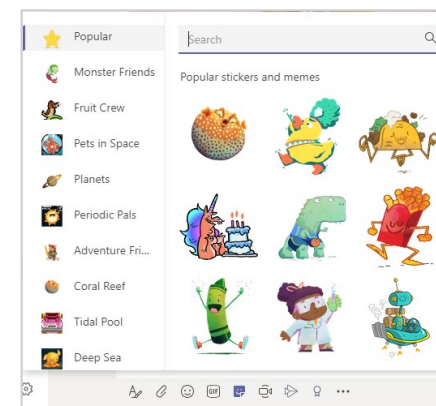 Popular
Search
Monster Friends
Popular stickers and memes
Fruit Crew
Pets in Space
Planets
Periodic Pals
Adventure Fri...
Coral Reef
Tidal Pool
Deep Sea
GIF